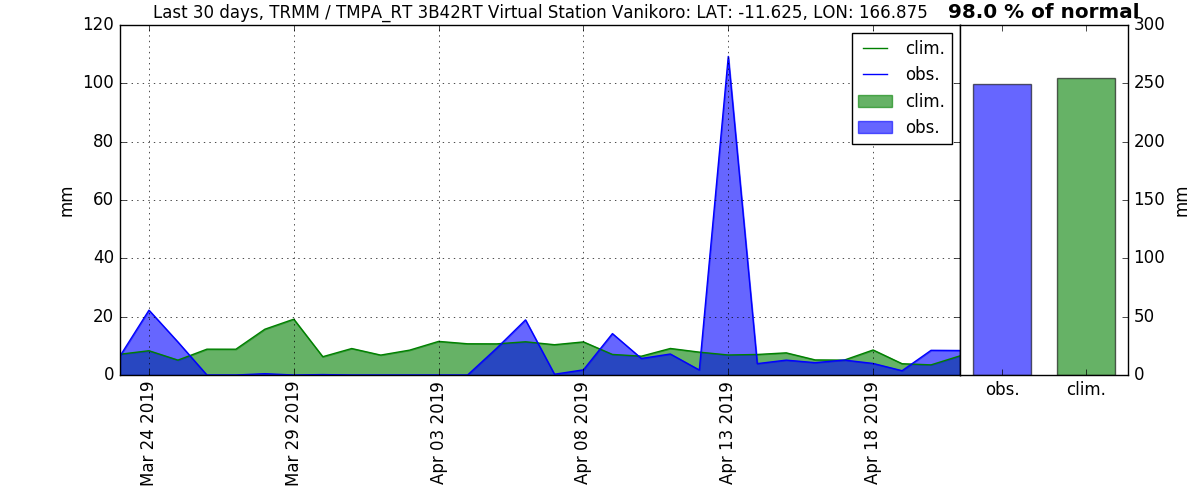 Last 30 days, TRMM / TMPA_RT 3B42RT Virtual Station Vanikoro: LAT: -11.625, LON: 166.875
98.0 % of normal
120
100
80
60
40
20
0
mm
clim.
obs.
clim.
obs.
Mar 24 2019
Mar 29 2019
Apr 03 2019
Apr 08 2019
Apr 13 2019
Apr 18 2019
300
250
200
150
100
50
0
mm
obs.
clim.